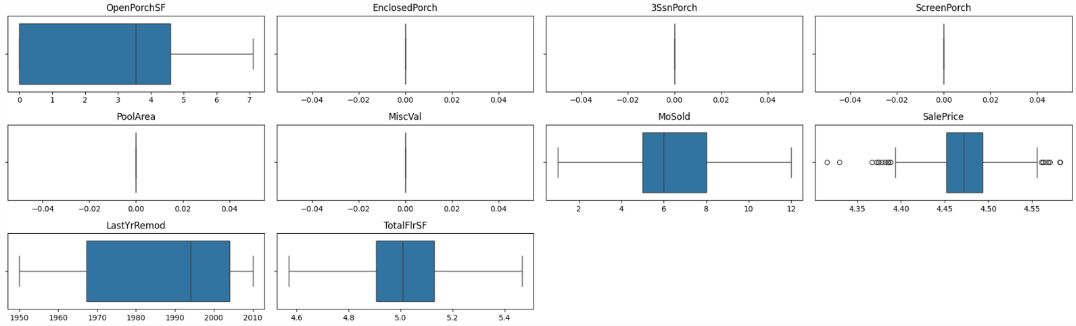 OpenPorchSF EnclosedPorch 3SsnPorch ScreenPorch
0 1 2 3 4 5 6 7 −0.04 −0.02 0.00 0.02 0.04 −0.04 −0.02 0.00 0.02 0.04 −0.04 −0.02 0.00 0.02 0.04
PoolArea MiscVal MoSold SalePrice
−0.04 −0.02 0.00 0.02 0.04 −0.04 −0.02 0.00 0.02 0.04 2 4 6 8 10 12 4.35 4.40 4.45 4.50 4.55
LastYrRemod TotalFlrSF
1950 1960 1970 1980 1990 2000 2010 4.6 4.8 5.0 5.2 5.4